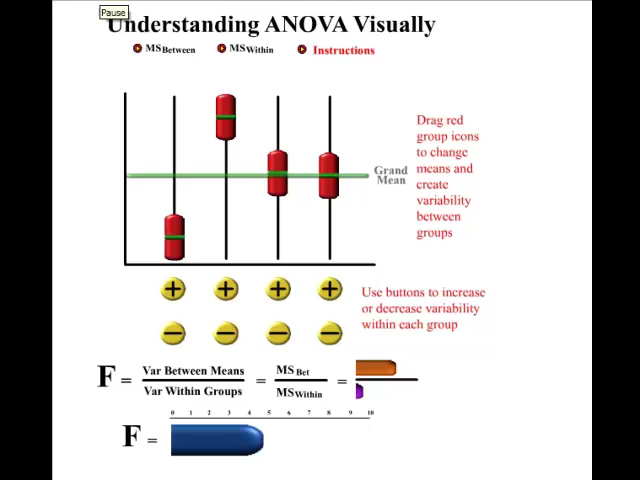 Pause
Understanding ANOVA Visually
MSBetween MSWithin Instructions
Drag red
group icons
to change
means and
create
variability
between
groups
Grand
Mean
+ + + +
Use buttons to increase
or decrease variability
within each group
− − − −
F = Var Between Means / Var Within Groups = MSBet / MSWithin =
0 1 2 3 4 5 6 7 8 9 10
F =